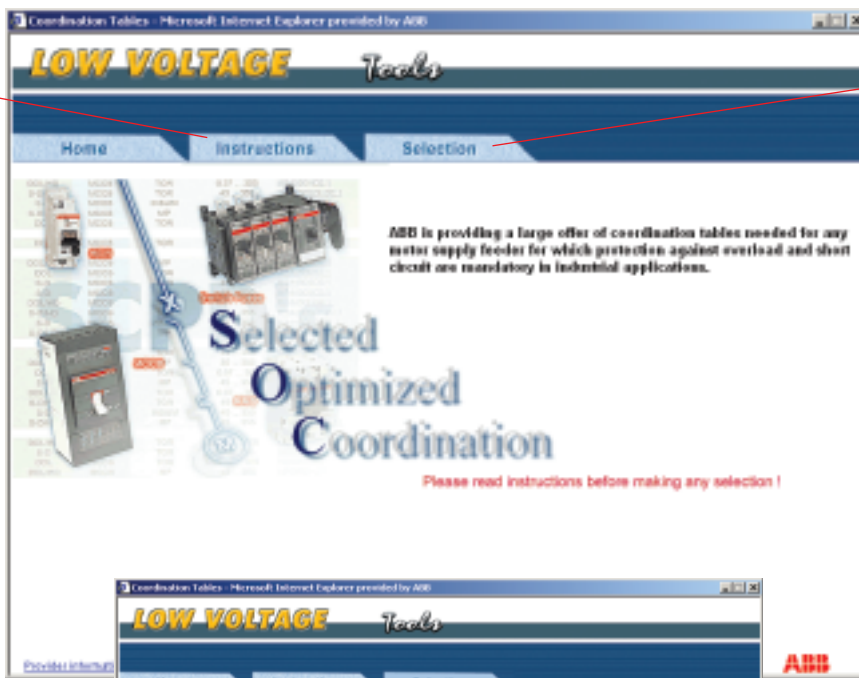 Coordination Tables - Microsoft Internet Explorer provided by ABB
LOW VOLTAGE Tools
Home Instructions Selection
ABB is providing a large offer of coordination tables needed for any
motor supply feeder for which protection against overload and short
circuit are mandatory in industrial applications.
SCP
Selected
Optimized
Coordination
Please read instructions before making any selection !
Coordination Tables - Microsoft Internet Explorer provided by ABB
LOW VOLTAGE Tools
Provider informat
ABB